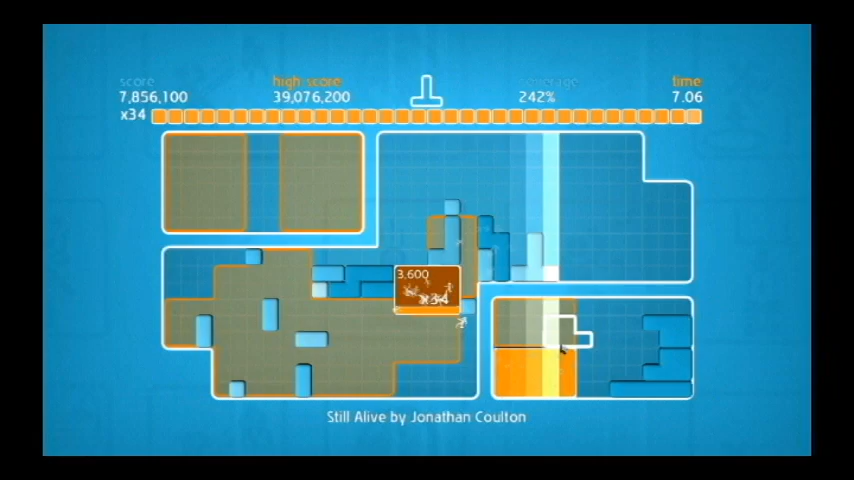 score high score coverage time
7,856,100 39,076,200 242% 7.06
x34
3,600
x34
Still Alive by Jonathan Coulton